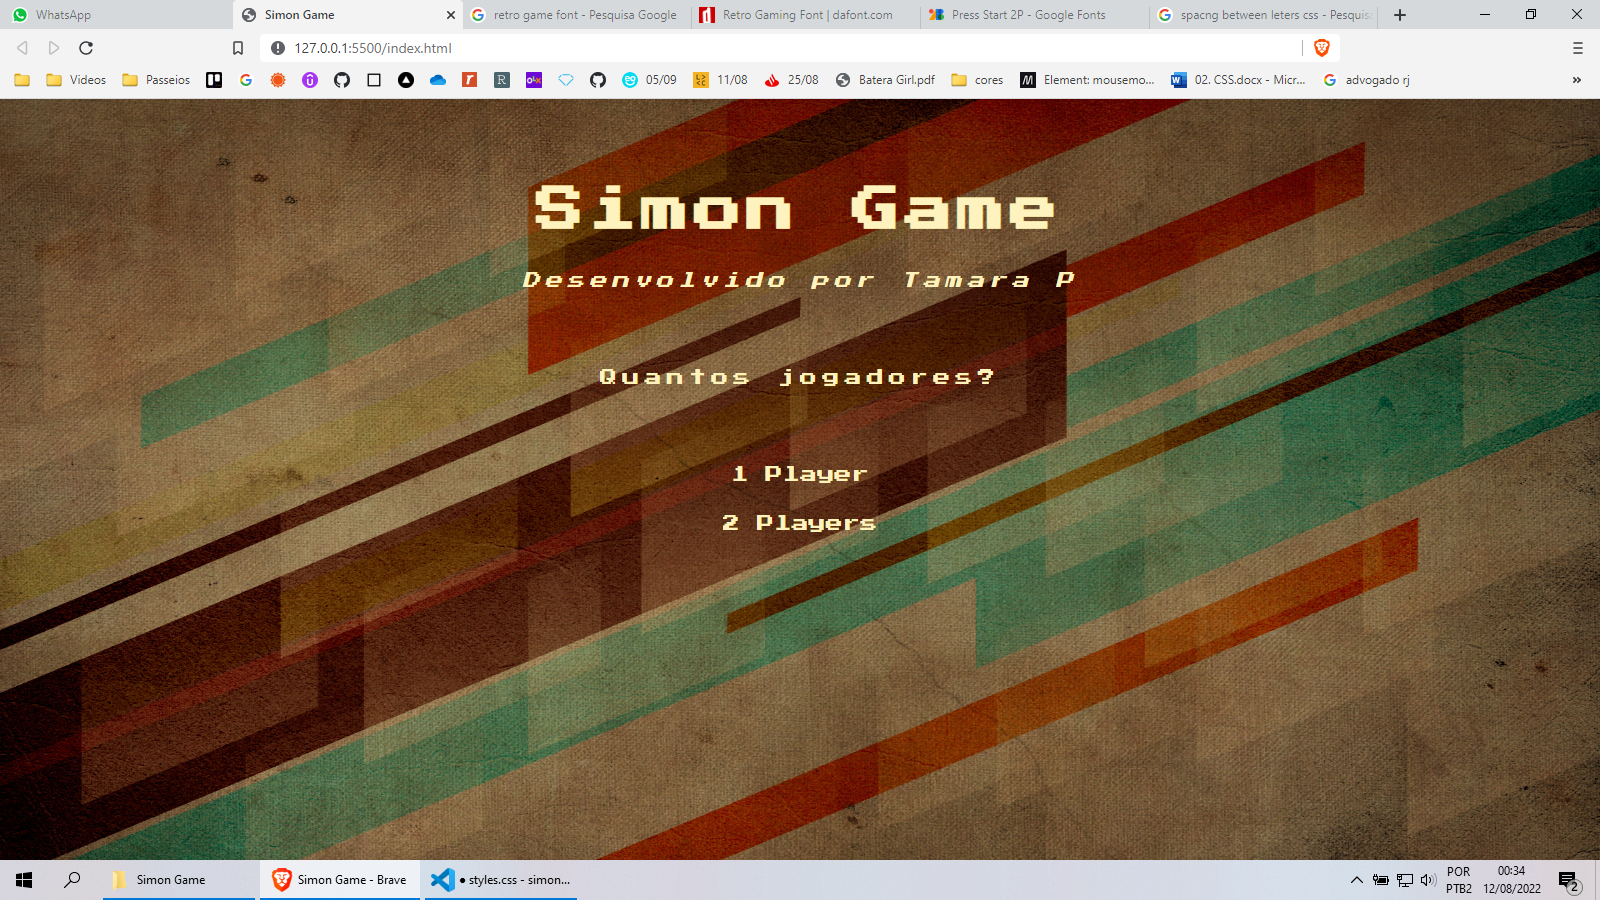 WhatsApp
Simon Game
retro game font - Pesquisa Google
Retro Gaming Font | dafont.com
Press Start 2P - Google Fonts
spacng between leters css - Pesquis
127.0.0.1:5500/index.html
Videos
Passeios
05/09
11/08
25/08
Batera Girl.pdf
cores
Element: mousemo...
02. CSS.docx - Micr...
advogado rj
Simon Game
Desenvolvido por Tamara P
Quantos jogadores?
1 Player
2 Players
Simon Game
Simon Game - Brave
● styles.css - simon...
POR
PTB2
00:34
12/08/2022
2